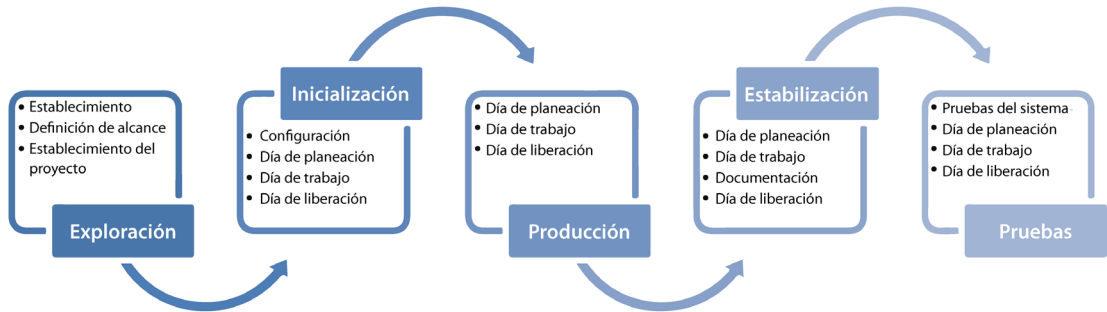 Establecimiento
Definición de alcance
Establecimiento del
proyecto
Exploración
Inicialización
Configuración
Día de planeación
Día de trabajo
Día de liberación
Día de planeación
Día de trabajo
Día de liberación
Producción
Estabilización
Día de planeación
Día de trabajo
Documentación
Día de liberación
Pruebas del sistema
Día de planeación
Día de trabajo
Día de liberación
Pruebas